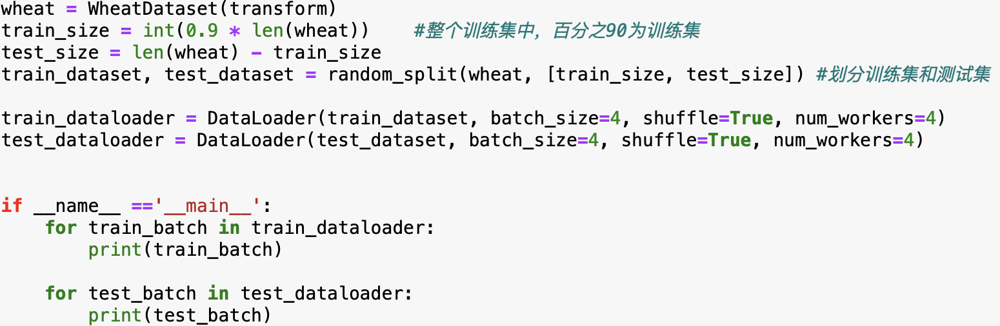 wheat = WheatDataset(transform)
train_size = int(0.9 * len(wheat))    #整个训练集中，百分之90为训练集
test_size = len(wheat) - train_size
train_dataset, test_dataset = random_split(wheat, [train_size, test_size]) #划分训练集和测试集

train_dataloader = DataLoader(train_dataset, batch_size=4, shuffle=True, num_workers=4)
test_dataloader = DataLoader(test_dataset, batch_size=4, shuffle=True, num_workers=4)


if __name__ =='__main__':
    for train_batch in train_dataloader:
        print(train_batch)

    for test_batch in test_dataloader:
        print(test_batch)